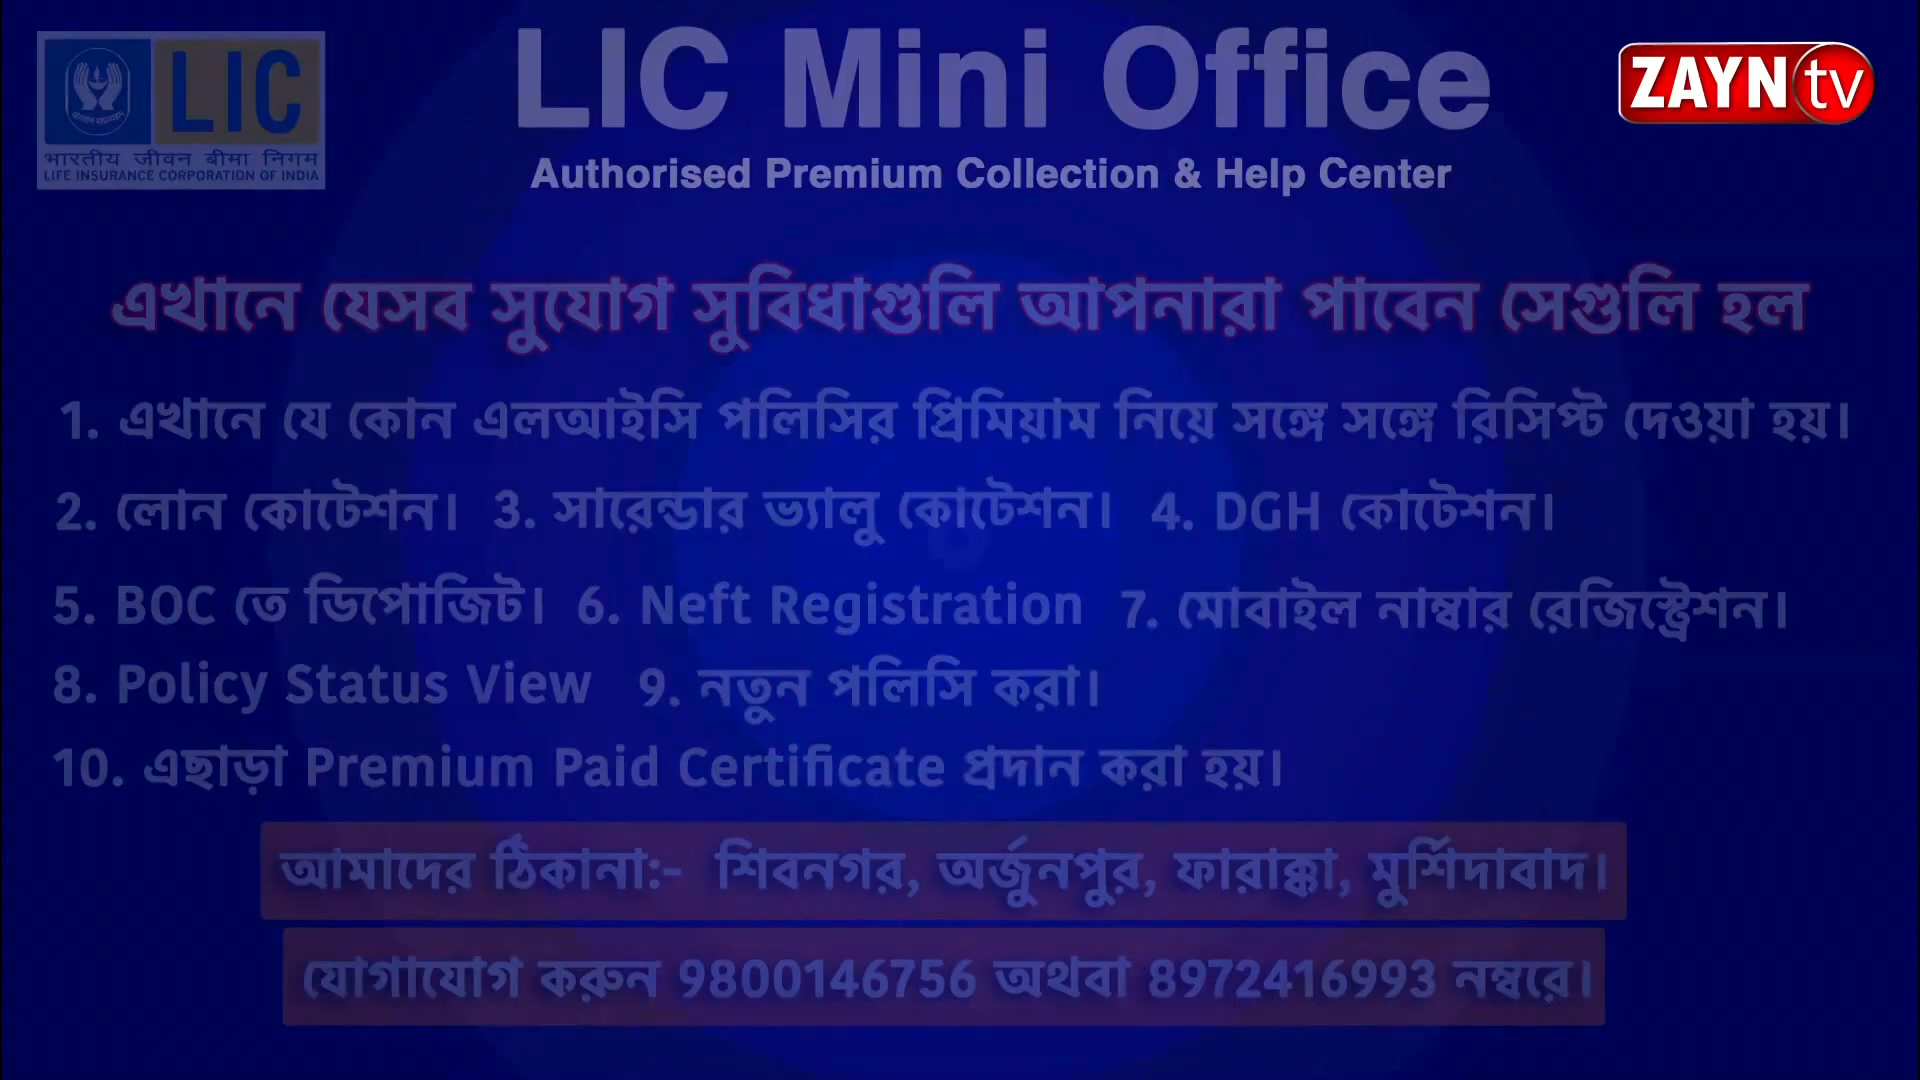 LIC
भारतीय जीवन बीमा निगम
LIFE INSURANCE CORPORATION OF INDIA
LIC Mini Office
Authorised Premium Collection & Help Center
ZAYN tv
এখানে যেসব সুযোগ সুবিধাগুলি আপনারা পাবেন সেগুলি হল
1. এখানে যে কোন এলআইসি পলিসির প্রিমিয়াম নিয়ে সঙ্গে সঙ্গে রিসিপ্ট দেওয়া হয়।
2. লোন কোটেশন। 3. সারেন্ডার ভ্যালু কোটেশন। 4. DGH কোটেশন।
5. BOC তে ডিপোজিট। 6. Neft Registration 7. মোবাইল নাম্বার রেজিস্ট্রেশন।
8. Policy Status View 9. নতুন পলিসি করা।
10. এছাড়া Premium Paid Certificate প্রদান করা হয়।
আমাদের ঠিকানা:- শিবনগর, অর্জুনপুর, ফারাক্কা, মুর্শিদাবাদ।
যোগাযোগ করুন 9800146756 অথবা 8972416993 নম্বরে।